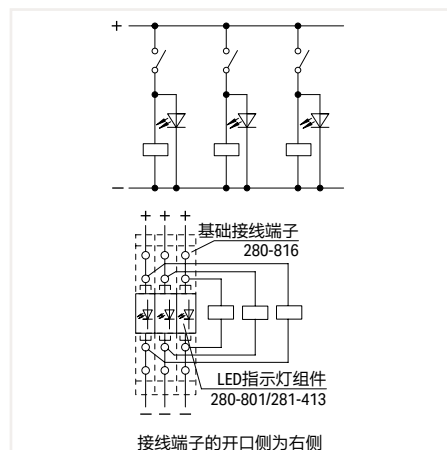 +
−
+ + +
基础接线端子
280-816
LED指示灯组件
280-801/281-413
− − −
接线端子的开口侧为右侧